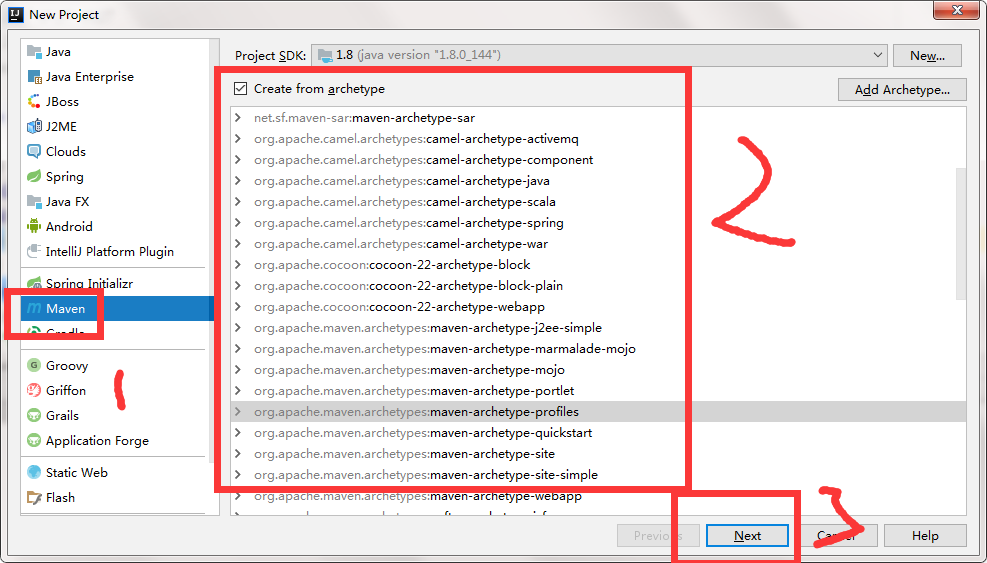 New Project
Java
Java Enterprise
JBoss
J2ME
Clouds
Spring
Java FX
Android
IntelliJ Platform Plugin
Spring Initializr
Maven
Gradle
Groovy
Griffon
Grails
Application Forge
Static Web
Flash
1
Project SDK: 1.8 (java version "1.8.0_144") New...
Create from archetype Add Archetype...
net.sf.maven-sar:maven-archetype-sar
org.apache.camel.archetypes:camel-archetype-activemq
org.apache.camel.archetypes:camel-archetype-component
org.apache.camel.archetypes:camel-archetype-java
org.apache.camel.archetypes:camel-archetype-scala
org.apache.camel.archetypes:camel-archetype-spring
org.apache.camel.archetypes:camel-archetype-war
org.apache.cocoon:cocoon-22-archetype-block
org.apache.cocoon:cocoon-22-archetype-block-plain
org.apache.cocoon:cocoon-22-archetype-webapp
org.apache.maven.archetypes:maven-archetype-j2ee-simple
org.apache.maven.archetypes:maven-archetype-marmalade-mojo
org.apache.maven.archetypes:maven-archetype-mojo
org.apache.maven.archetypes:maven-archetype-portlet
org.apache.maven.archetypes:maven-archetype-profiles
org.apache.maven.archetypes:maven-archetype-quickstart
org.apache.maven.archetypes:maven-archetype-site
org.apache.maven.archetypes:maven-archetype-site-simple
org.apache.maven.archetypes:maven-archetype-webapp
2
3
Previous Next Cancel Help